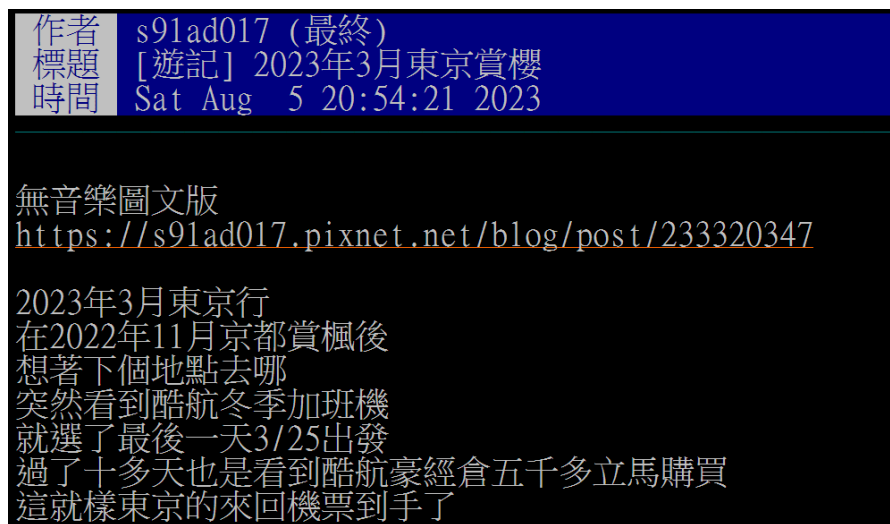 作者 s91ad017 (最終)
標題 [遊記] 2023年3月東京賞櫻
時間 Sat Aug  5 20:54:21 2023
無音樂圖文版
https://s91ad017.pixnet.net/blog/post/233320347
2023年3月東京行
在2022年11月京都賞楓後
想著下個地點去哪
突然看到酷航冬季加班機
就選了最後一天3/25出發
過了十多天也是看到酷航豪經倉五千多立馬購買
這就樣東京的來回機票到手了